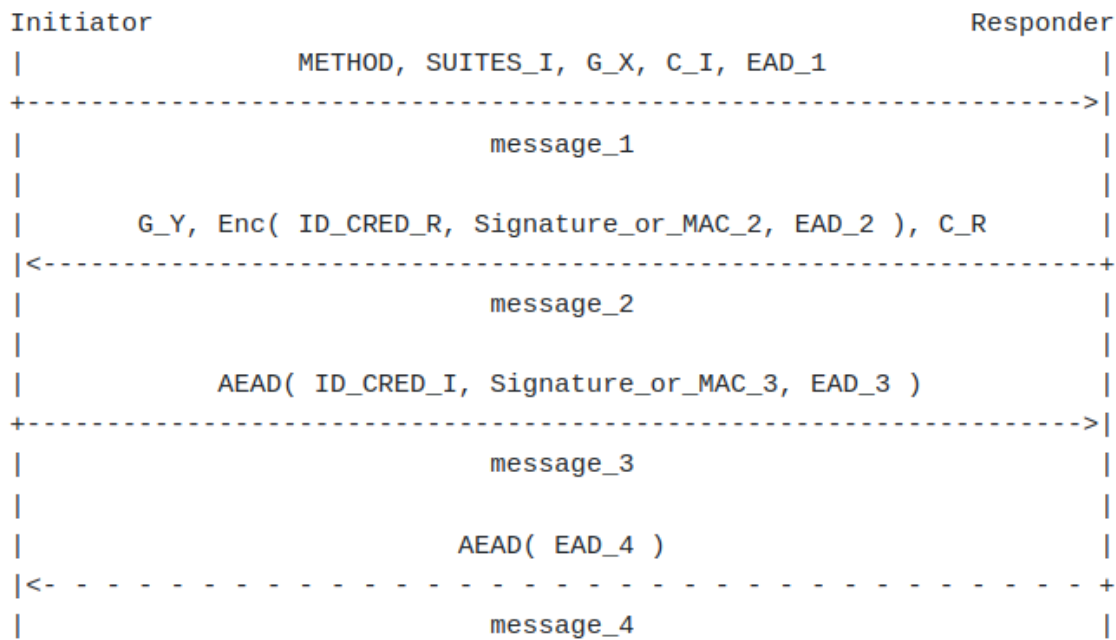 Initiator                                                   Responder
|                 METHOD, SUITES_I, G_X, C_I, EAD_1                 |
+------------------------------------------------------------------>|
|                             message_1                             |
|                                                                   |
|       G_Y, Enc( ID_CRED_R, Signature_or_MAC_2, EAD_2 ), C_R       |
|<------------------------------------------------------------------+
|                             message_2                             |
|                                                                   |
|            AEAD( ID_CRED_I, Signature_or_MAC_3, EAD_3 )           |
+------------------------------------------------------------------>|
|                             message_3                             |
|                                                                   |
|                           AEAD( EAD_4 )                           |
|<- - - - - - - - - - - - - - - - - - - - - - - - - - - - - - - - - +
|                             message_4                             |